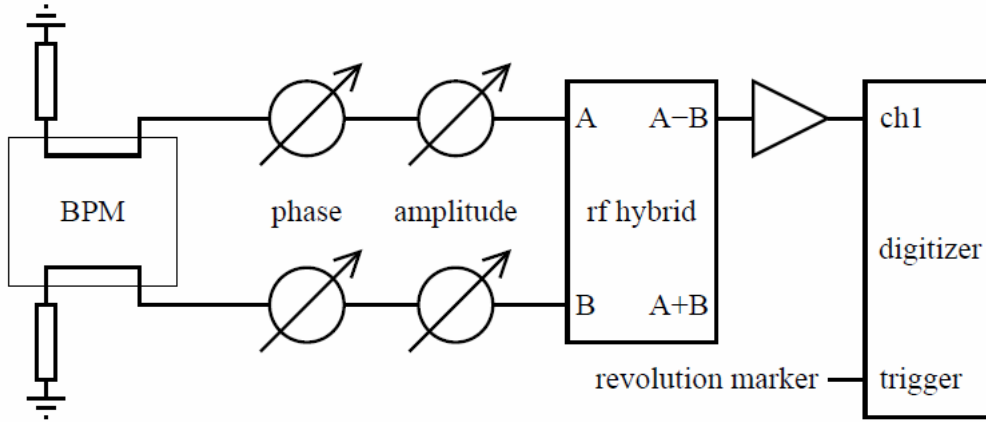 A A−B ch1
BPM phase amplitude rf hybrid
digitizer
B A+B
revolution marker trigger